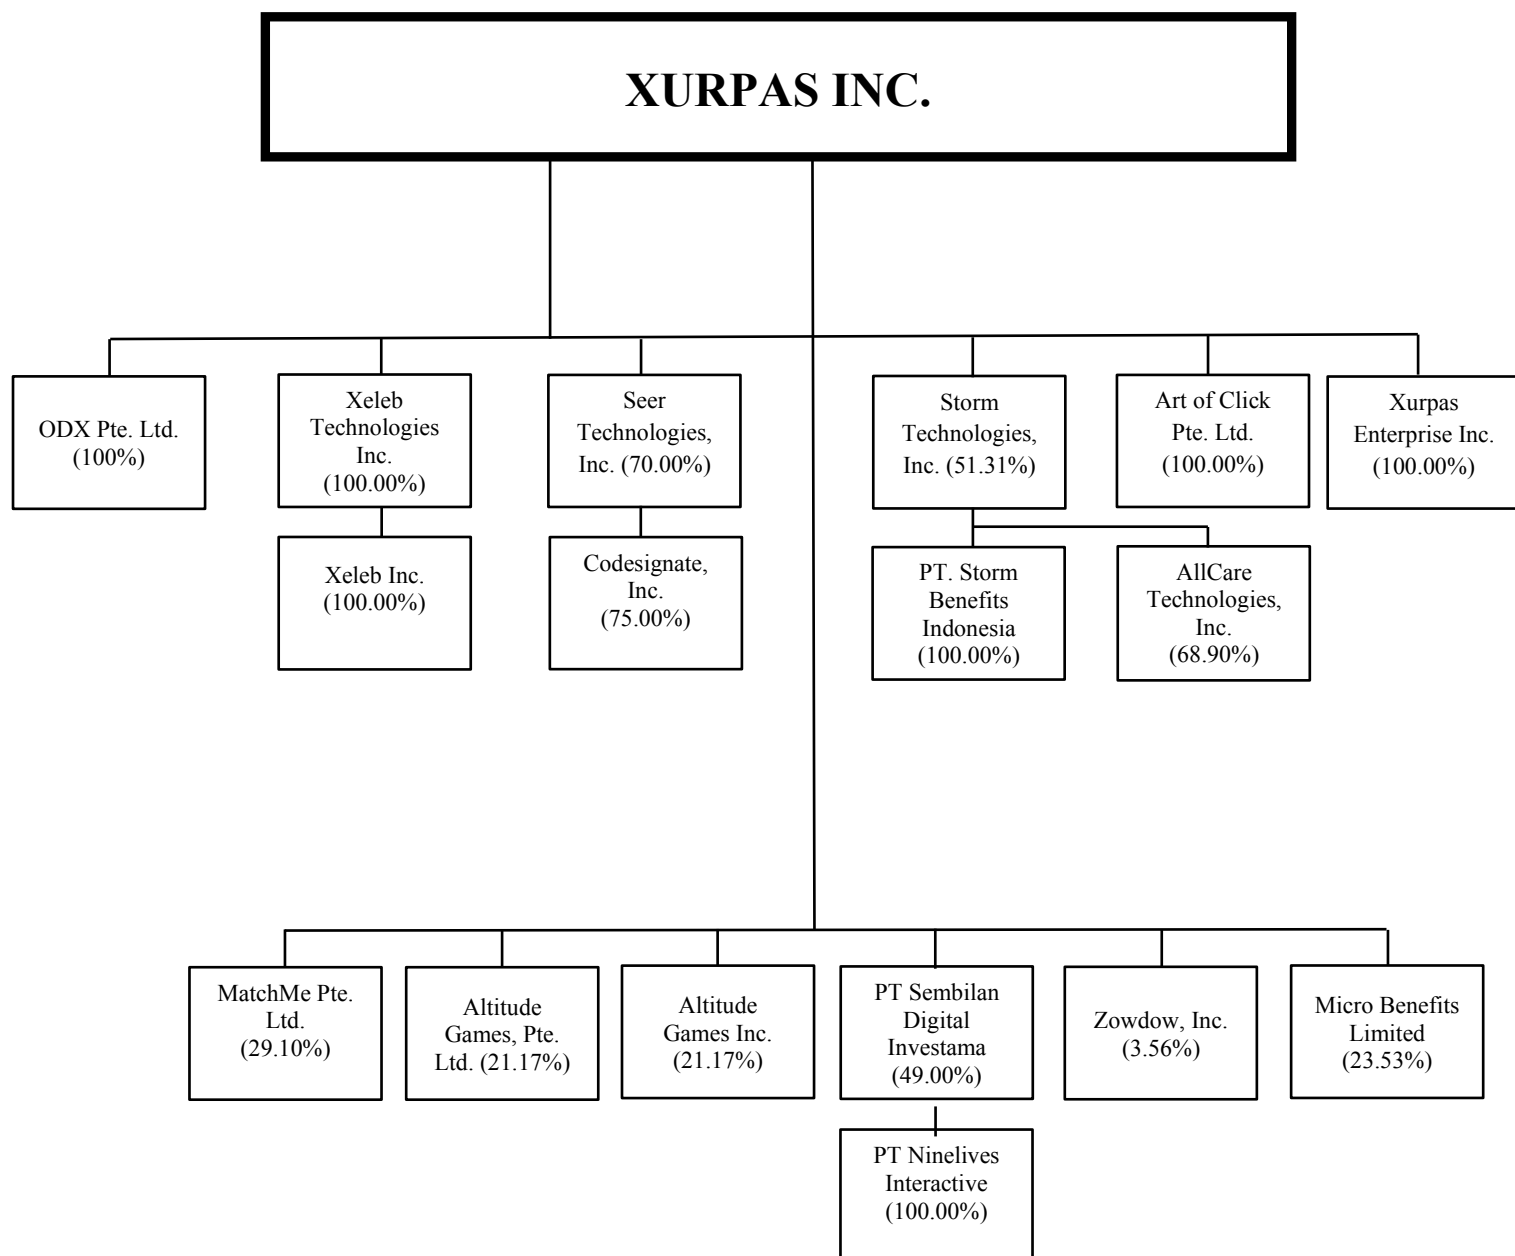 XURPAS INC.
ODX Pte. Ltd.
(100%)
Xeleb
Technologies
Inc.
(100.00%)
Seer
Technologies,
Inc. (70.00%)
Storm
Technologies,
Inc. (51.31%)
Art of Click
Pte. Ltd.
(100.00%)
Xurpas
Enterprise Inc.
(100.00%)
Xeleb Inc.
(100.00%)
Codesignate,
Inc.
(75.00%)
PT. Storm
Benefits
Indonesia
(100.00%)
AllCare
Technologies,
Inc.
(68.90%)
MatchMe Pte.
Ltd.
(29.10%)
Altitude
Games, Pte.
Ltd. (21.17%)
Altitude
Games Inc.
(21.17%)
PT Sembilan
Digital
Investama
(49.00%)
Zowdow, Inc.
(3.56%)
Micro Benefits
Limited
(23.53%)
PT Ninelives
Interactive
(100.00%)